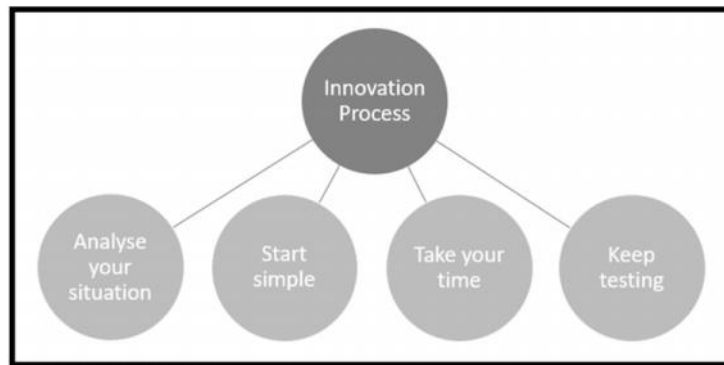 Innovation
Process
Analyse
your
situation
Start
simple
Take your
time
Keep
testing